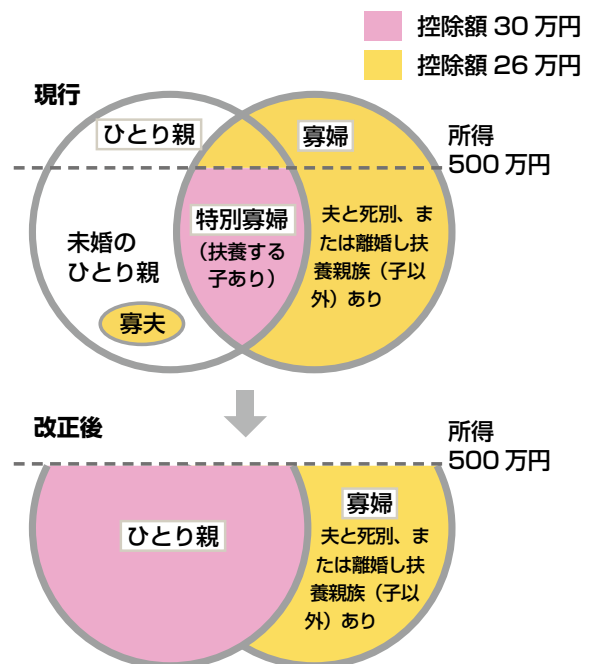 控除額 30 万円
控除額 26 万円
現行
ひとり親
寡婦
所得
500 万円
特別寡婦
（扶養する
子あり）
夫と死別、ま
たは離婚し扶
養親族（子以
外）あり
未婚の
ひとり親
寡夫
改正後
所得
500 万円
ひとり親
寡婦
夫と死別、ま
たは離婚し扶
養親族（子以
外）あり